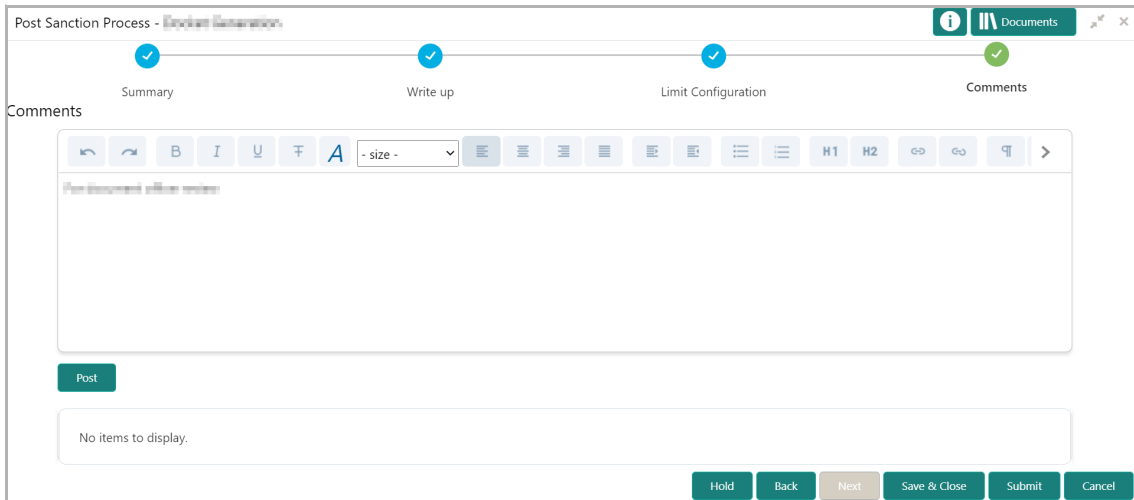 Post Sanction Process -
Documents
Summary
Write up
Limit Configuration
Comments
Comments
B I U T A - size - H1 H2 ¶
Post
No items to display.
Hold Back Next Save & Close Submit Cancel